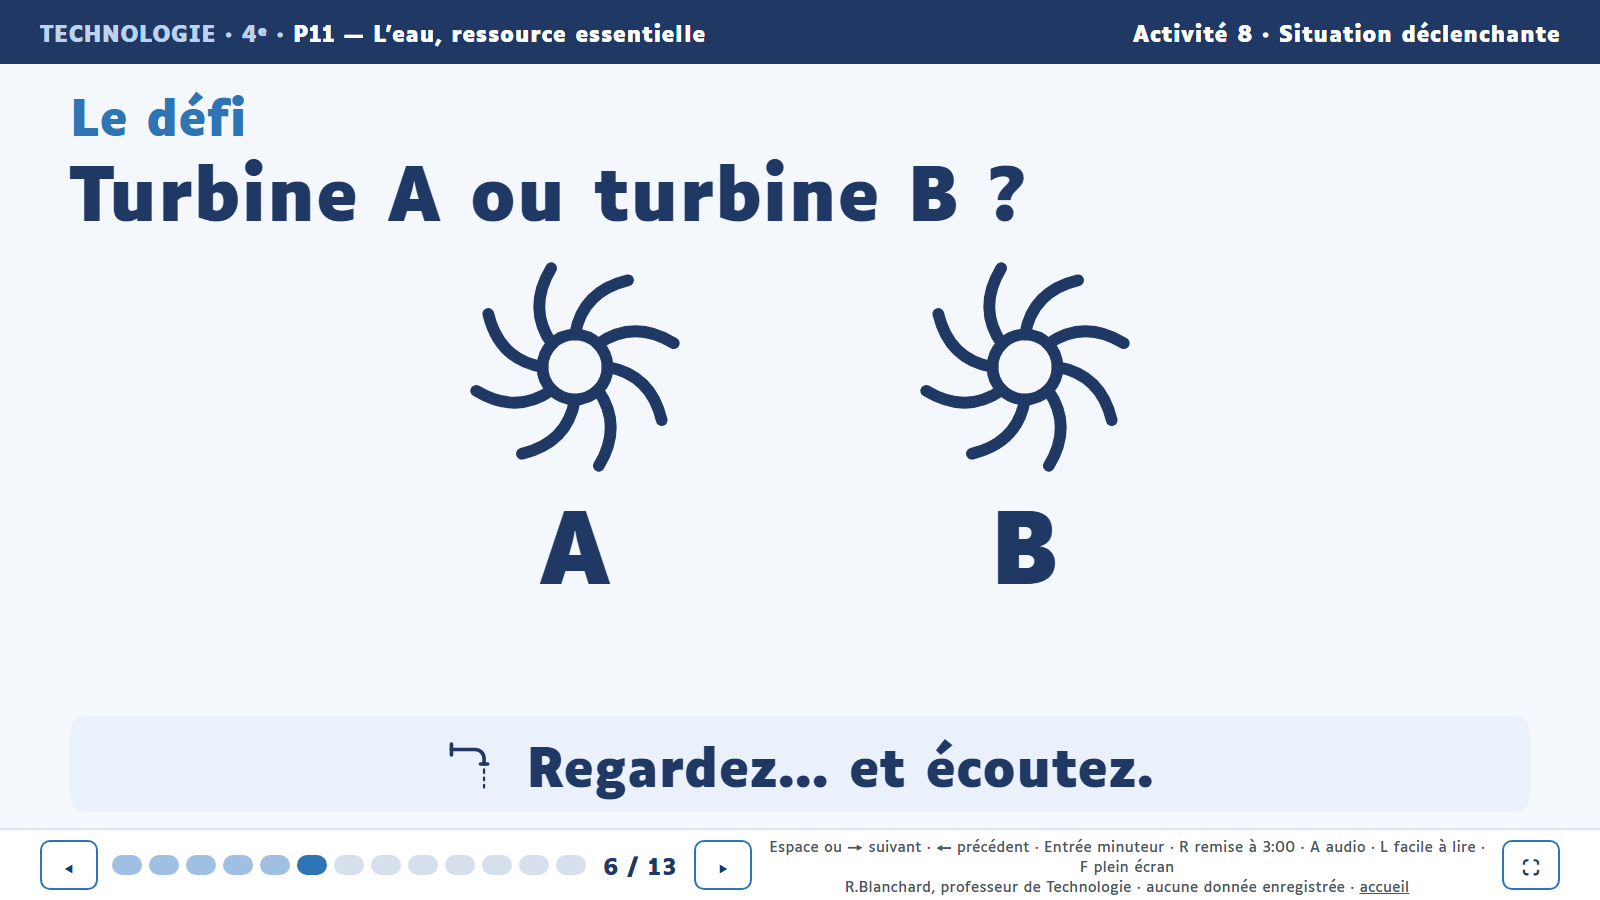 TECHNOLOGIE · 4ᵉ · P11 — L’eau, ressource essentielle
Activité 8 · Situation déclenchante
Le défi
Turbine A ou turbine B ?
A
B
Regardez… et écoutez.
6 / 13
Espace ou → suivant · ← précédent · Entrée minuteur · R remise à 3:00 · A audio · L facile à lire ·
F plein écran
R.Blanchard, professeur de Technologie · aucune donnée enregistrée · accueil